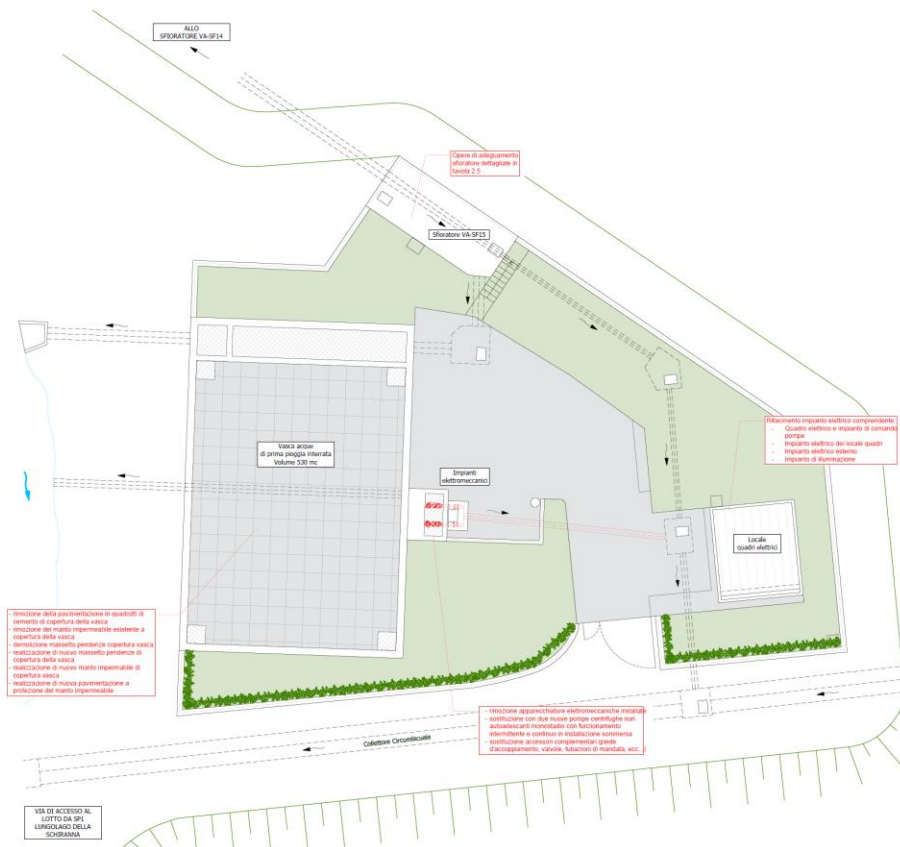 ALLO
SFIORATORE VA-SF14
Opere di adeguamento
sfioratore dettagliate in
tavola 2.5
Sfioratore VA-SF15
Rifacimento impianto elettrico comprendente:
- Quadro elettrico e impianto di comando
pompe
- Impianto elettrico del locale quadri
- Impianto elettrico esterno
- Impianto di illuminazione
Vasca acque
di prima pioggia interrata
Volume 530 mc
Impianti
elettromeccanici
Locale
quadri elettrici
- rimozione della pavimentazione in quadrotti di
cemento di copertura della vasca
- rimozione del manto impermeabile esistente a
copertura della vasca
- demolizione massetto pendenze copertura vasca
- realizzazione di nuovo massetto pendenze di
copertura della vasca
- realizzazione di nuovo manto impermabile di
copertura vasca
- realizzazione di nuova pavimentazione a
protezione del manto impermeabile
- rimozione apparecchiature elettromeccaniche installate
- sostituzione con due nuove pompe centrifughe non
autoadescanti monostadio con funzionamento
intermittente e continuo in installazione sommersa
- sostituzione accessori complementari (piede
d'accoppiamento, valvole, tubazioni di mandata, ecc...)
Collettore Circumlacuale
VIA DI ACCESSO AL
LOTTO DA SP1
LUNGOLAGO DELLA
SCHIRANNA